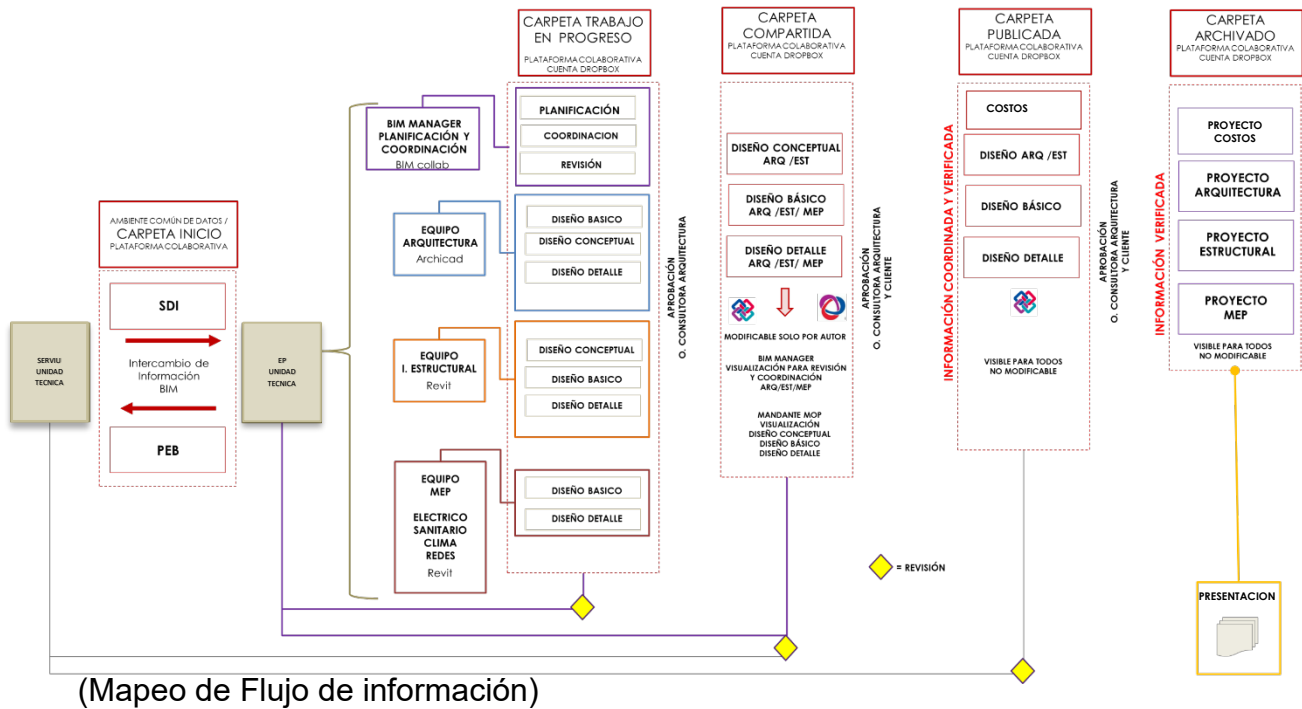 CARPETA TRABAJO
EN PROGRESO
PLATAFORMA COLABORATIVA
CUENTA DROPBOX
CARPETA
COMPARTIDA
PLATAFORMA COLABORATIVA
CUENTA DROPBOX
CARPETA
PUBLICADA
PLATAFORMA COLABORATIVA
CUENTA DROPBOX
CARPETA
ARCHIVADO
PLATAFORMA COLABORATIVA
CUENTA DROPBOX
AMBIENTE COMÚN DE DATOS /
CARPETA INICIO
PLATAFORMA COLABORATIVA
SERVIU
UNIDAD
TECNICA
SDI
Intercambio de
Información
BIM
PEB
EP
UNIDAD
TECNICA
BIM MANAGER
PLANIFICACIÓN Y
COORDINACIÓN
BIM collab
PLANIFICACIÓN
COORDINACION
REVISIÓN
EQUIPO
ARQUITECTURA
Archicad
DISEÑO BASICO
DISEÑO CONCEPTUAL
DISEÑO DETALLE
EQUIPO
I. ESTRUCTURAL
Revit
DISEÑO CONCEPTUAL
DISEÑO BASICO
DISEÑO DETALLE
EQUIPO
MEP
ELECTRICO
SANITARIO
CLIMA
REDES
Revit
DISEÑO BASICO
DISEÑO DETALLE
APROBACIÓN
O. CONSULTORA ARQUITECTURA
DISEÑO CONCEPTUAL
ARQ /EST
DISEÑO BÁSICO
ARQ /EST/ MEP
DISEÑO DETALLE
ARQ /EST/ MEP
MODIFICABLE SOLO POR AUTOR
BIM MANAGER
VISUALIZACIÓN PARA REVISIÓN
Y COORDINACIÓN
ARQ/EST/MEP
MANDANTE MOP
VISUALIZACIÓN
DISEÑO CONCEPTUAL
DISEÑO BÁSICO
DISEÑO DETALLE
APROBACIÓN
O. CONSULTORA ARQUITECTURA
Y CLIENTE
INFORMACIÓN COORDINADA Y VERIFICADA
COSTOS
DISEÑO ARQ /EST
DISEÑO BÁSICO
DISEÑO DETALLE
VISIBLE PARA TODOS
NO MODIFICABLE
APROBACIÓN
O. CONSULTORA ARQUITECTURA
Y CLIENTE
INFORMACIÓN VERIFICADA
PROYECTO
COSTOS
PROYECTO
ARQUITECTURA
PROYECTO
ESTRUCTURAL
PROYECTO
MEP
VISIBLE PARA TODOS
NO MODIFICABLE
= REVISIÓN
PRESENTACION
(Mapeo de Flujo de información)